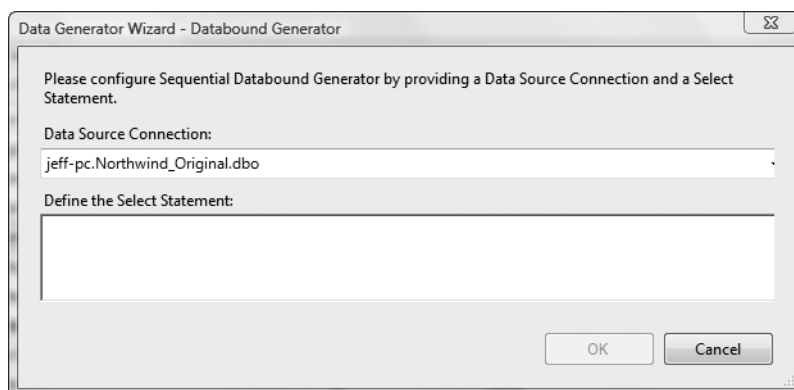 Data Generator Wizard - Databound Generator
Please configure Sequential Databound Generator by providing a Data Source Connection and a Select
Statement.
Data Source Connection:
jeff-pc.Northwind_Original.dbo
Define the Select Statement:
OK
Cancel